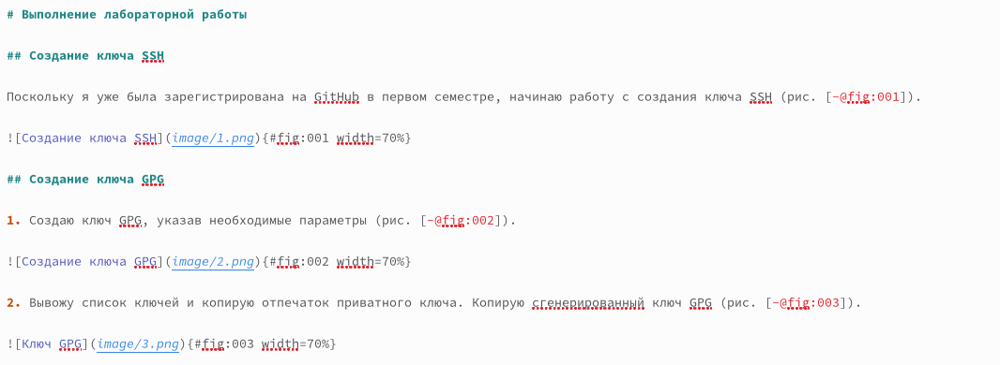 # Выполнение лабораторной работы
## Создание ключа SSH
Поскольку я уже была зарегистрирована на GitHub в первом семестре, начинаю работу с создания ключа SSH (рис. [-@fig:001]).
![Создание ключа SSH](image/1.png){#fig:001 width=70%}
## Создание ключа GPG
1. Создаю ключ GPG, указав необходимые параметры (рис. [-@fig:002]).
![Создание ключа GPG](image/2.png){#fig:002 width=70%}
2. Вывожу список ключей и копирую отпечаток приватного ключа. Копирую сгенерированный ключ GPG (рис. [-@fig:003]).
![Ключ GPG](image/3.png){#fig:003 width=70%}